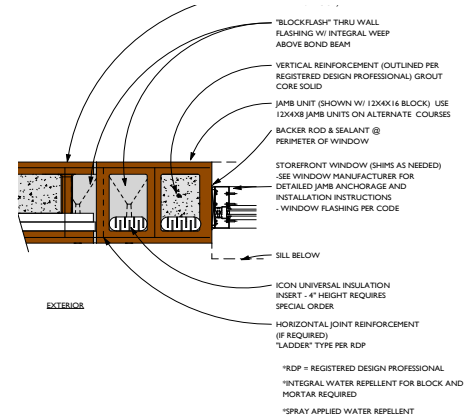 "BLOCKFLASH" THRU WALL
FLASHING W/ INTEGRAL WEEP
ABOVE BOND BEAM
VERTICAL REINFORCEMENT (OUTLINED PER
REGISTERED DESIGN PROFESSIONAL) GROUT
CORE SOLID
JAMB UNIT (SHOWN W/ 12X4X16 BLOCK) USE
12X4X8 JAMB UNITS ON ALTERNATE COURSES
BACKER ROD & SEALANT @
PERIMETER OF WINDOW
STOREFRONT WINDOW (SHIMS AS NEEDED)
-SEE WINDOW MANUFACTURER FOR
DETAILED JAMB ANCHORAGE AND
INSTALLATION INSTRUCTIONS
- WINDOW FLASHING PER CODE
SILL BELOW
ICON UNIVERSAL INSULATION
INSERT - 4" HEIGHT REQUIRES
SPECIAL ORDER
EXTERIOR
HORIZONTAL JOINT REINFORCEMENT
(IF REQUIRED)
"LADDER" TYPE PER RDP
*RDP = REGISTERED DESIGN PROFESSIONAL
*INTEGRAL WATER REPELLENT FOR BLOCK AND
MORTAR REQUIRED
*SPRAY APPLIED WATER REPELLENT